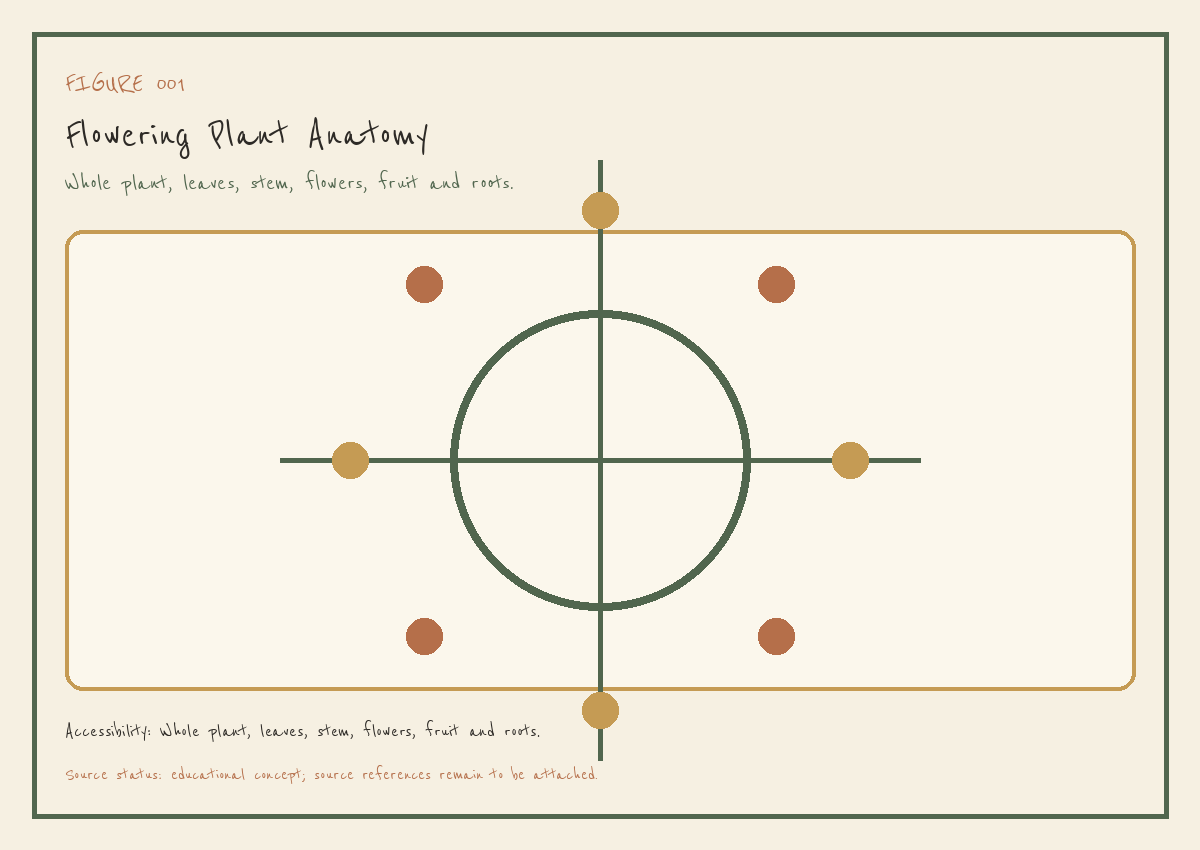 FIGURE 001
Flowering Plant Anatomy
Whole plant, leaves, stem, flowers, fruit and roots.
Accessibility: Whole plant, leaves, stem, flowers, fruit and roots.
Source status: educational concept; source references remain to be attached.